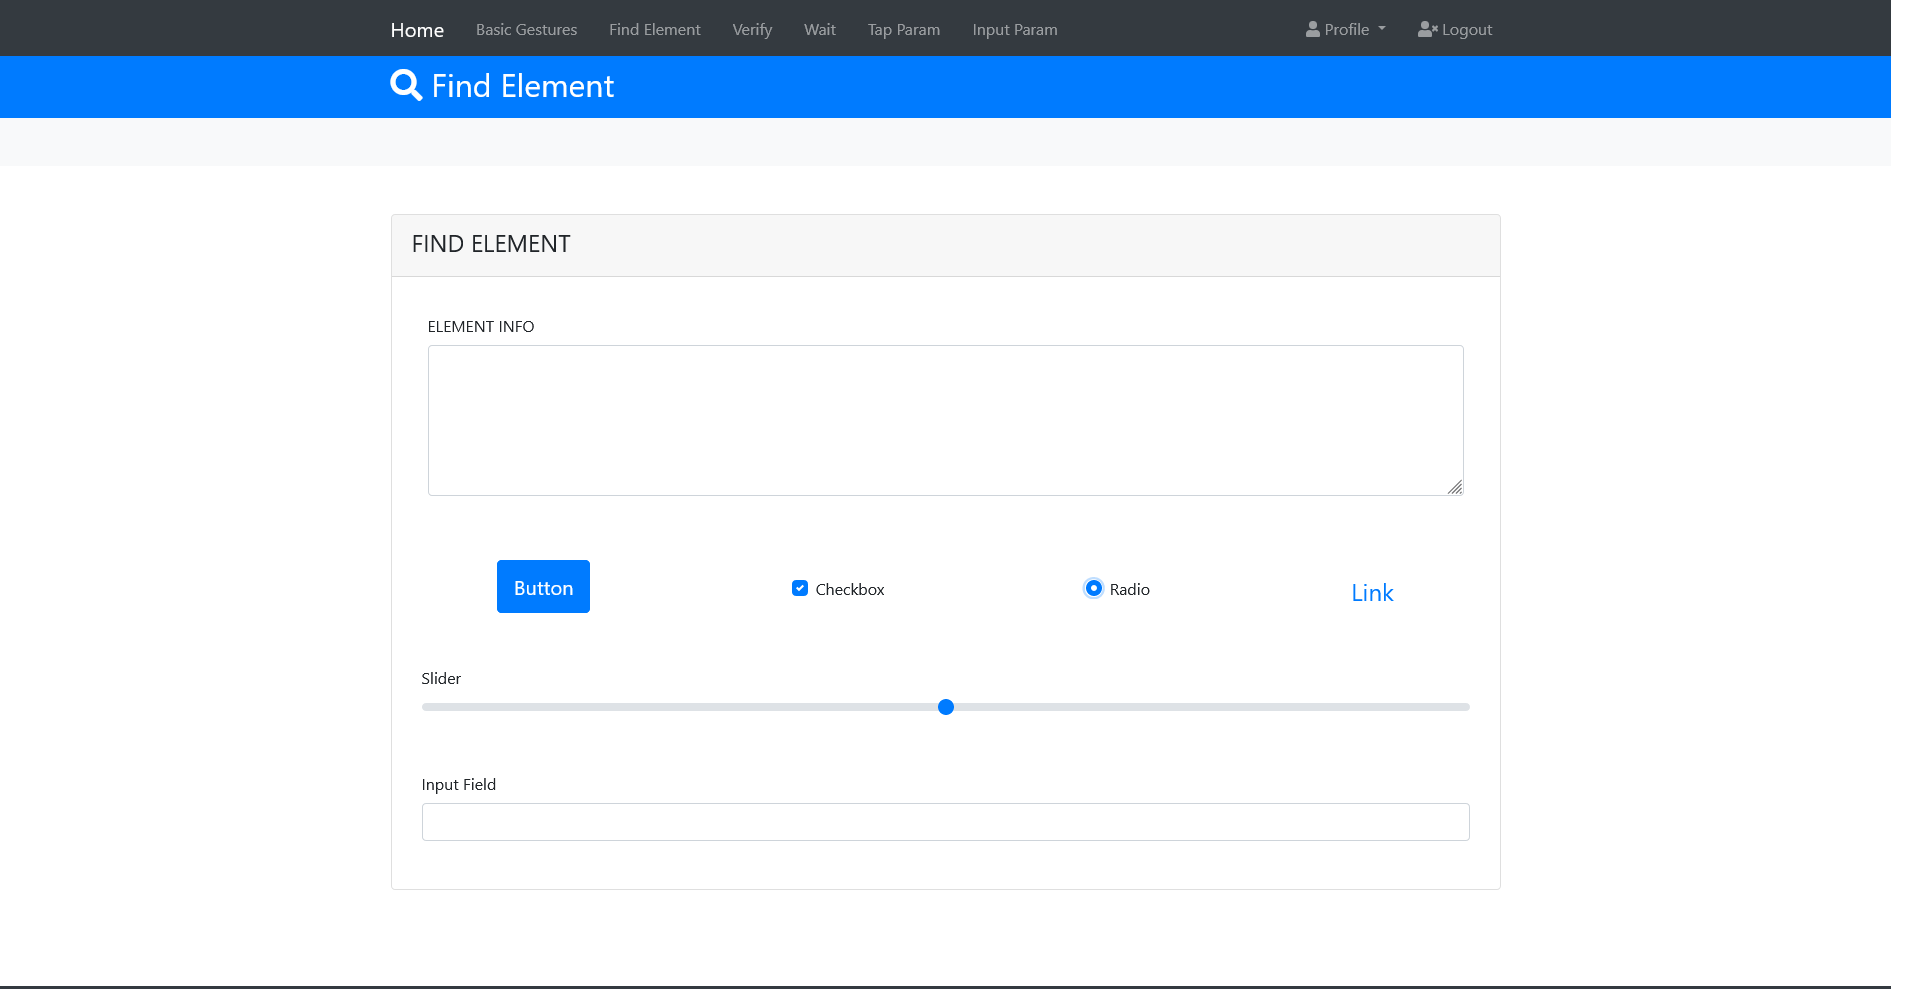 Home Basic Gestures Find Element Verify Wait Tap Param Input Param Profile Logout
Find Element
FIND ELEMENT
ELEMENT INFO
Button Checkbox Radio Link
Slider
Input Field